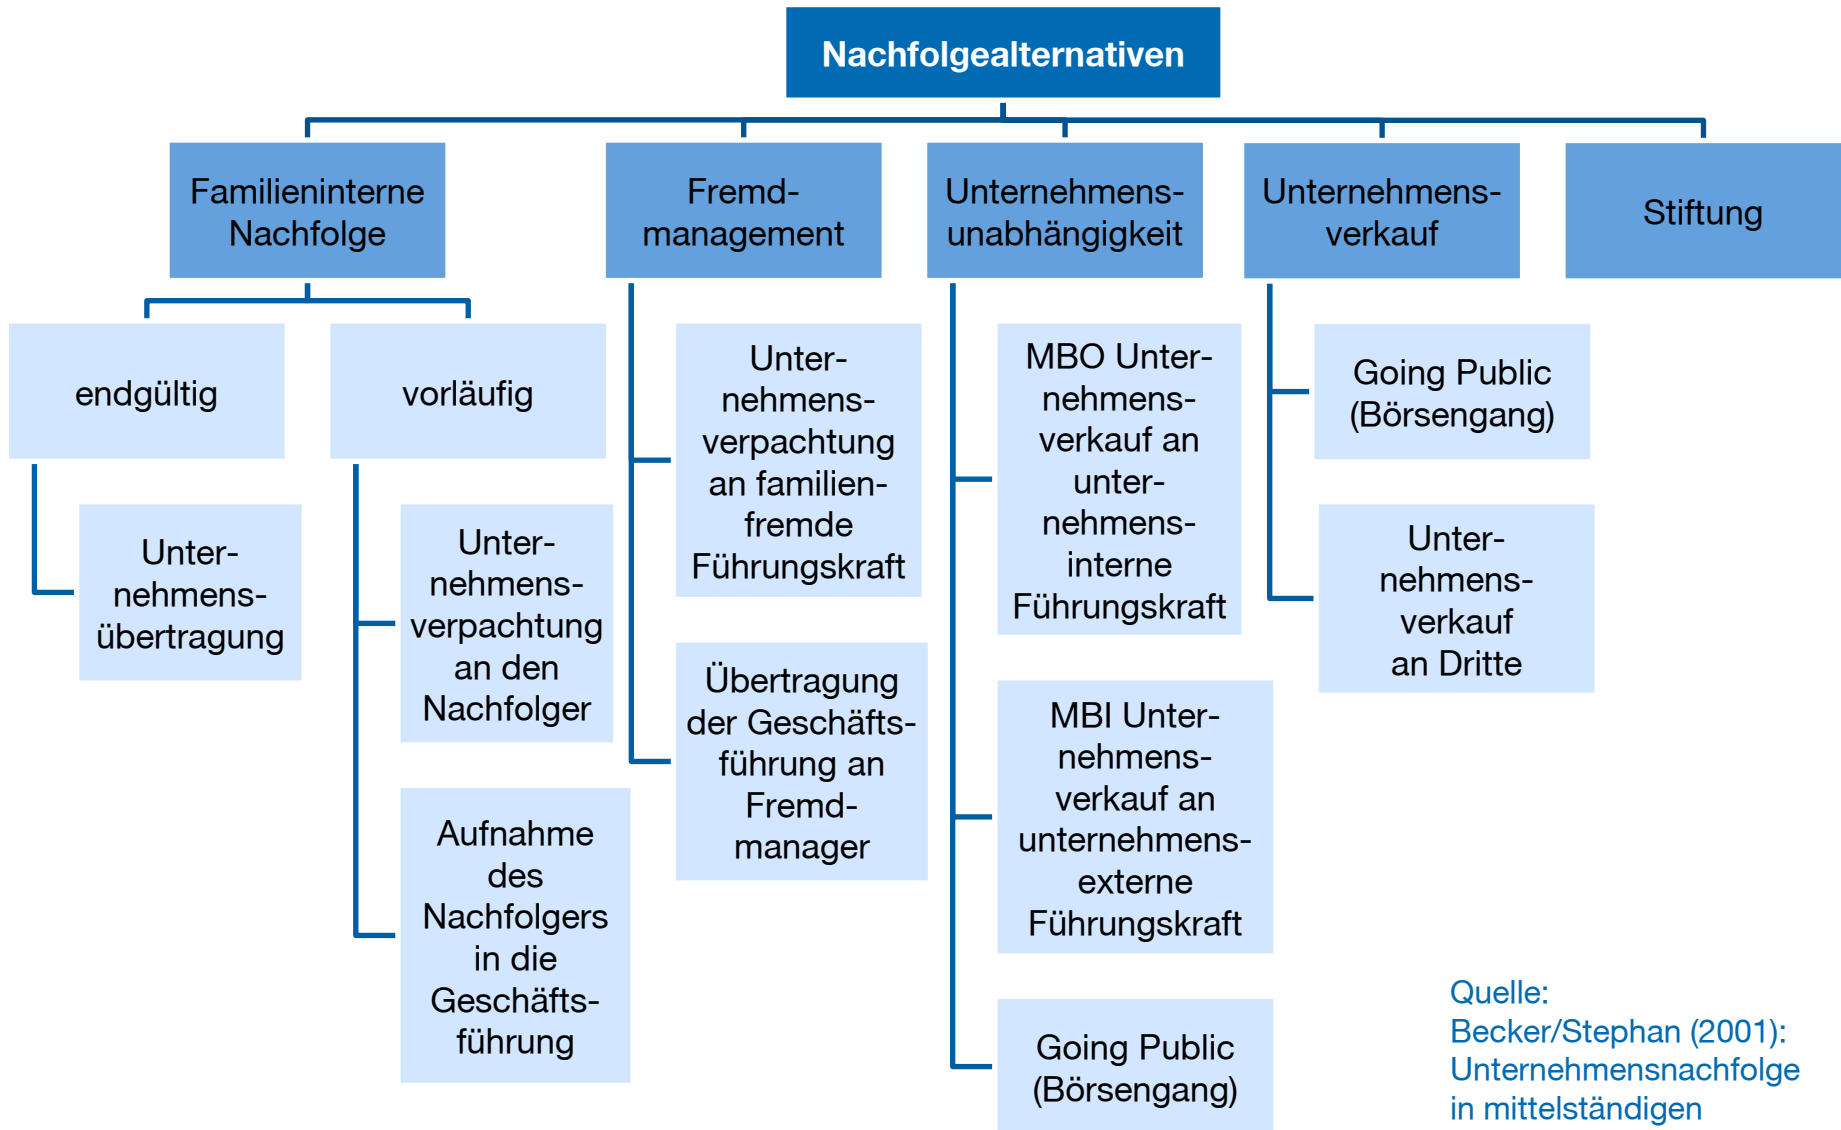 Nachfolgealternativen
Familieninterne
Nachfolge
Fremd-
management
Unternehmens-
unabhängigkeit
Unternehmens-
verkauf
Stiftung
endgültig
Unter-
nehmens-
übertragung
vorläufig
Unter-
nehmens-
verpachtung
an den
Nachfolger
Aufnahme
des
Nachfolgers
in die
Geschäfts-
führung
Unter-
nehmens-
verpachtung
an familien-
fremde
Führungskraft
Übertragung
der Geschäfts-
führung an
Fremd-
manager
MBO Unter-
nehmens-
verkauf an
unter-
nehmens-
interne
Führungskraft
MBI Unter-
nehmens-
verkauf an
unternehmens-
externe
Führungskraft
Going Public
(Börsengang)
Going Public
(Börsengang)
Unter-
nehmens-
verkauf
an Dritte
Quelle:
Becker/Stephan (2001):
Unternehmensnachfolge
in mittelständigen